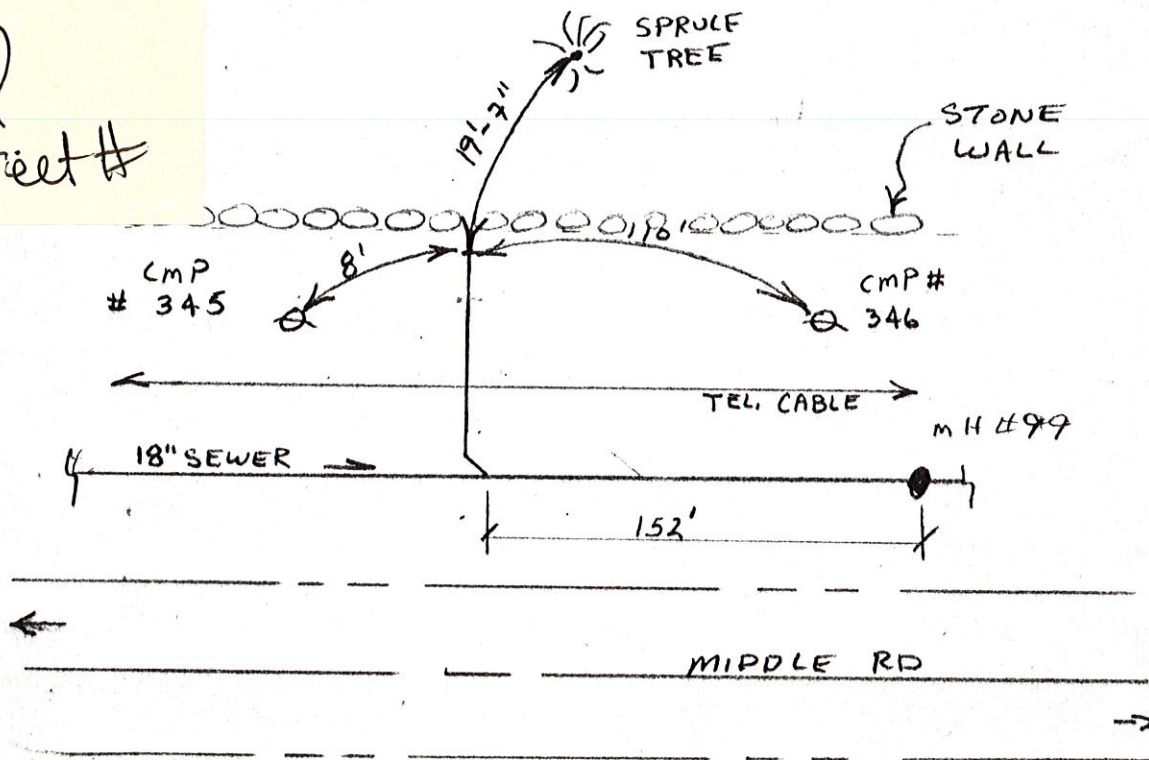 SPRUCE
TREE
19'-7"
STONE
WALL
eet #
8'
CMP
# 345
CMP #
346
TEL. CABLE
MH #99
18" SEWER
152'
MIDDLE RD